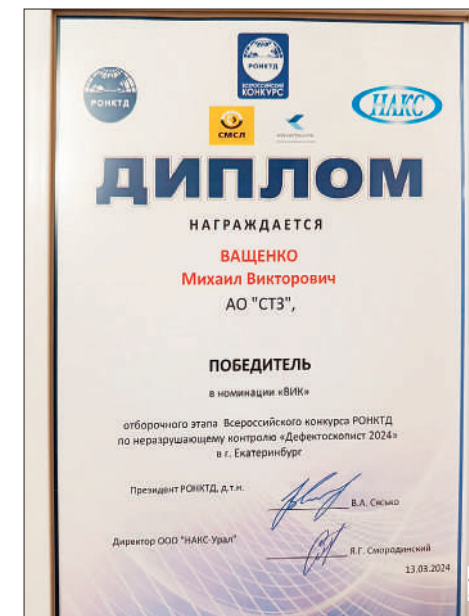 РОНКТД
РОНКТД
ВСЕРОССИЙСКИЙ
КОНКУРС
НАКС
СМСЛ
ДИПЛОМ
НАГРАЖДАЕТСЯ
ВАЩЕНКО
Михаил Викторович
АО "СТЗ",
ПОБЕДИТЕЛЬ
в номинации «ВИК»
отборочного этапа Всероссийского конкурса РОНКТД
по неразрушающему контролю «Дефектоскопист 2024»
в г. Екатеринбург
Президент РОНКТД, д.т.н.
В.А. Сясько
Директор ООО "НАКС-Урал"
Я.Г. Смородинский
13.03.2024